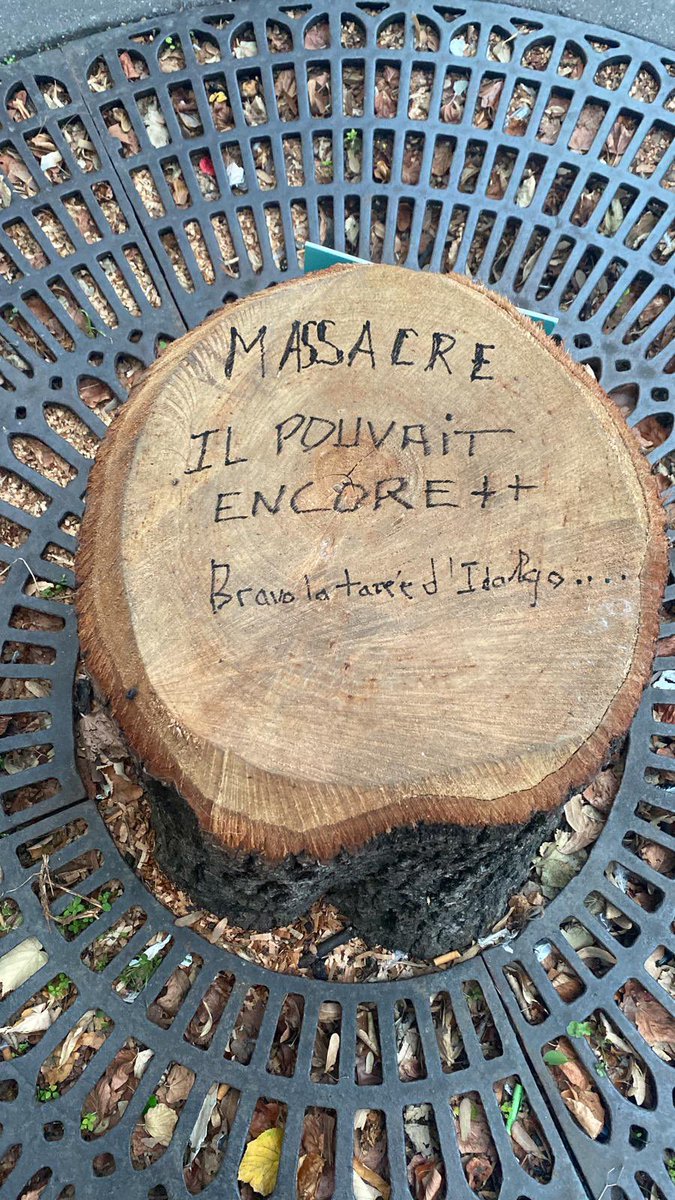 MASSACRE
IL POUVAIT
ENCORE ++
Bravo la tarée d'Idalgo....